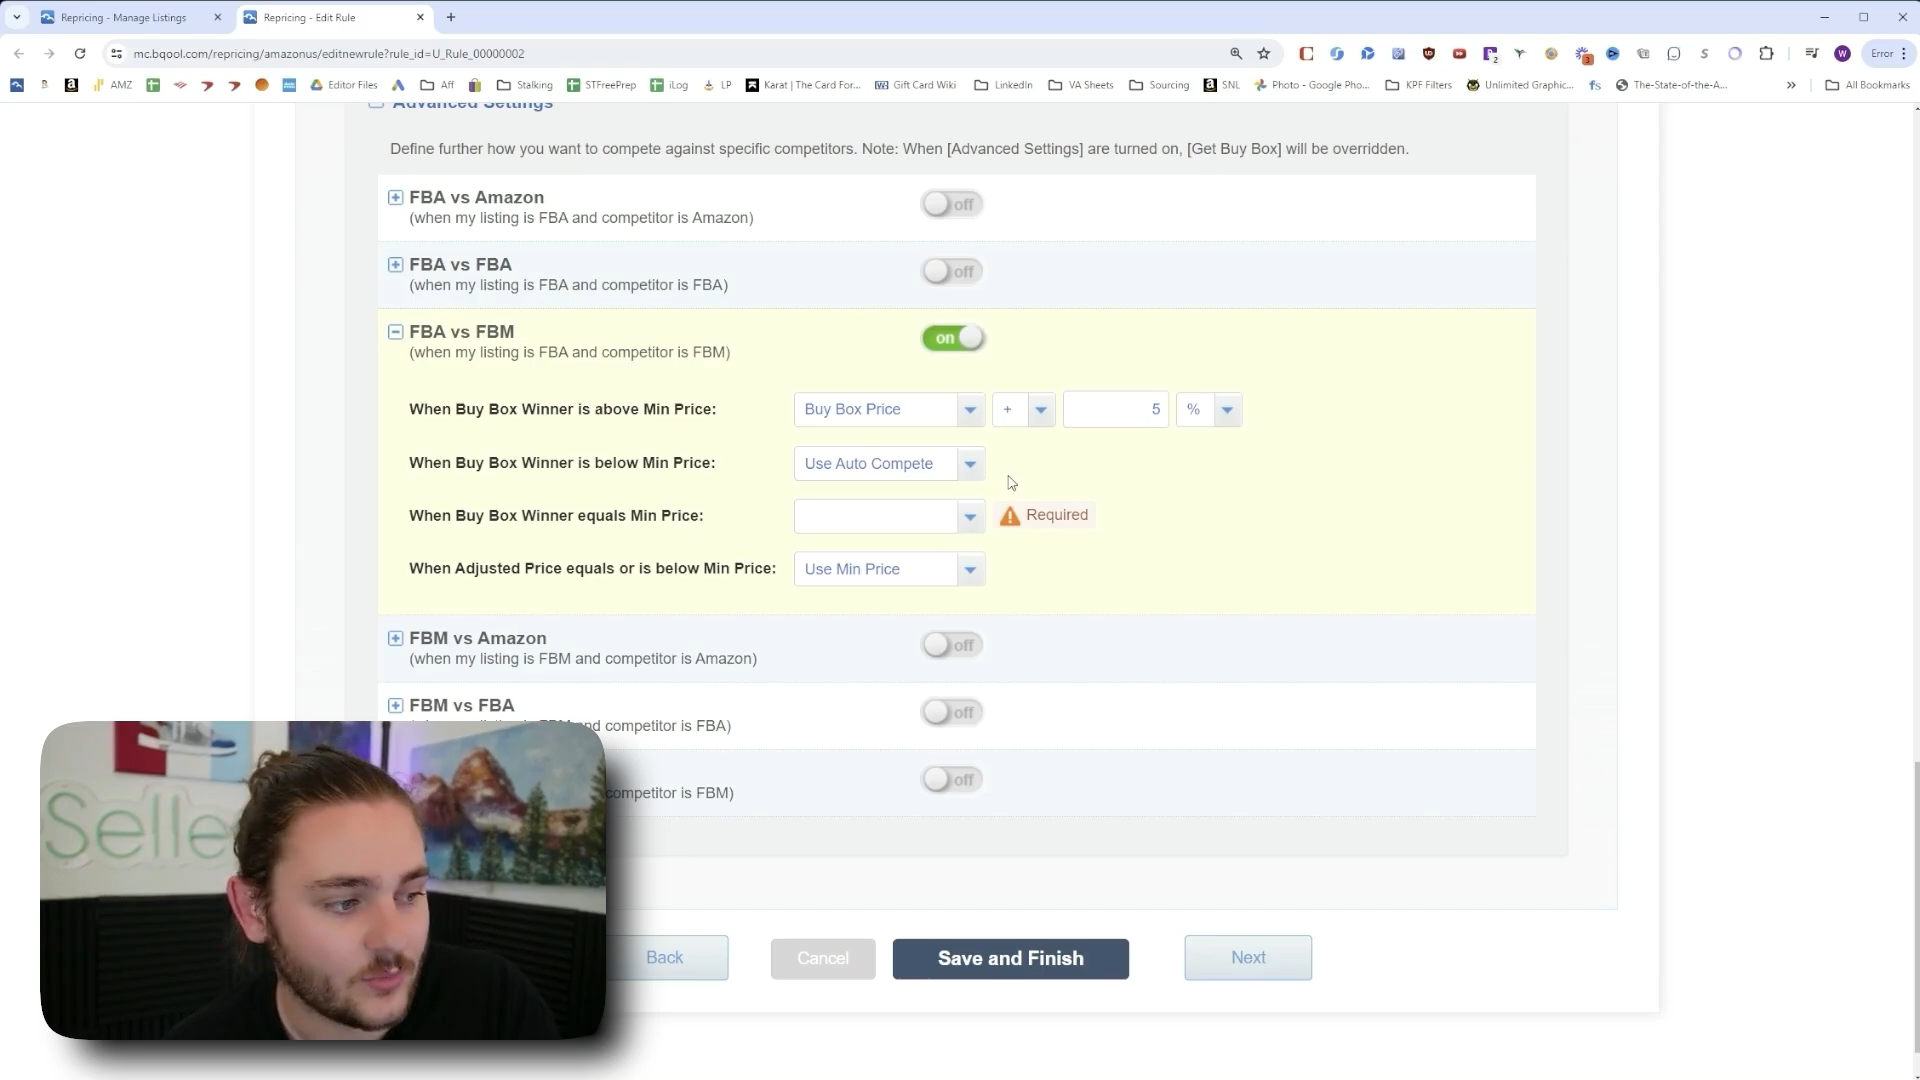 Repricing - Manage Listings
Repricing - Edit Rule
mc.bqool.com/repricing/amazonus/editnewrule?rule_id=U_Rule_00000002
Error
AMZ
Editor Files
Aff
Stalking
STFreePrep
iLog
LP
Karat | The Card For...
Gift Card Wiki
LinkedIn
VA Sheets
Sourcing
SNL
Photo - Google Pho...
KPF Filters
Unlimited Graphic...
fs
The-State-of-the-A...
All Bookmarks
Advanced Settings
Define further how you want to compete against specific competitors. Note: When [Advanced Settings] are turned on, [Get Buy Box] will be overridden.
FBA vs Amazon
off
(when my listing is FBA and competitor is Amazon)
FBA vs FBA
off
(when my listing is FBA and competitor is FBA)
FBA vs FBM
on
(when my listing is FBA and competitor is FBM)
When Buy Box Winner is above Min Price: Buy Box Price + 5 %
When Buy Box Winner is below Min Price: Use Auto Compete
When Buy Box Winner equals Min Price: Required
When Adjusted Price equals or is below Min Price: Use Min Price
FBM vs Amazon
off
(when my listing is FBM and competitor is Amazon)
FBM vs FBA
off
and competitor is FBA)
off
competitor is FBM)
Selle
Back
Cancel
Save and Finish
Next